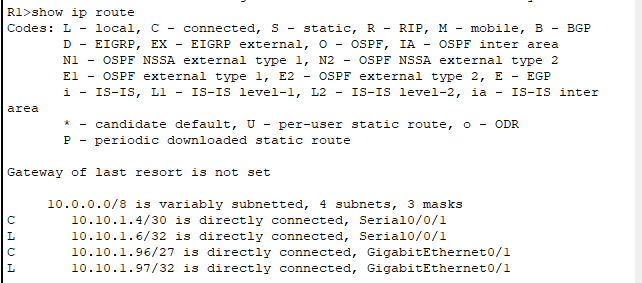 R1>show ip route
Codes: L - local, C - connected, S - static, R - RIP, M - mobile, B - BGP
D - EIGRP, EX - EIGRP external, O - OSPF, IA - OSPF inter area
N1 - OSPF NSSA external type 1, N2 - OSPF NSSA external type 2
E1 - OSPF external type 1, E2 - OSPF external type 2, E - EGP
i - IS-IS, L1 - IS-IS level-1, L2 - IS-IS level-2, ia - IS-IS inter
area
* - candidate default, U - per-user static route, o - ODR
P - periodic downloaded static route
Gateway of last resort is not set
10.0.0.0/8 is variably subnetted, 4 subnets, 3 masks
C 10.10.1.4/30 is directly connected, Serial0/0/1
L 10.10.1.6/32 is directly connected, Serial0/0/1
C 10.10.1.96/27 is directly connected, GigabitEthernet0/1
L 10.10.1.97/32 is directly connected, GigabitEthernet0/1